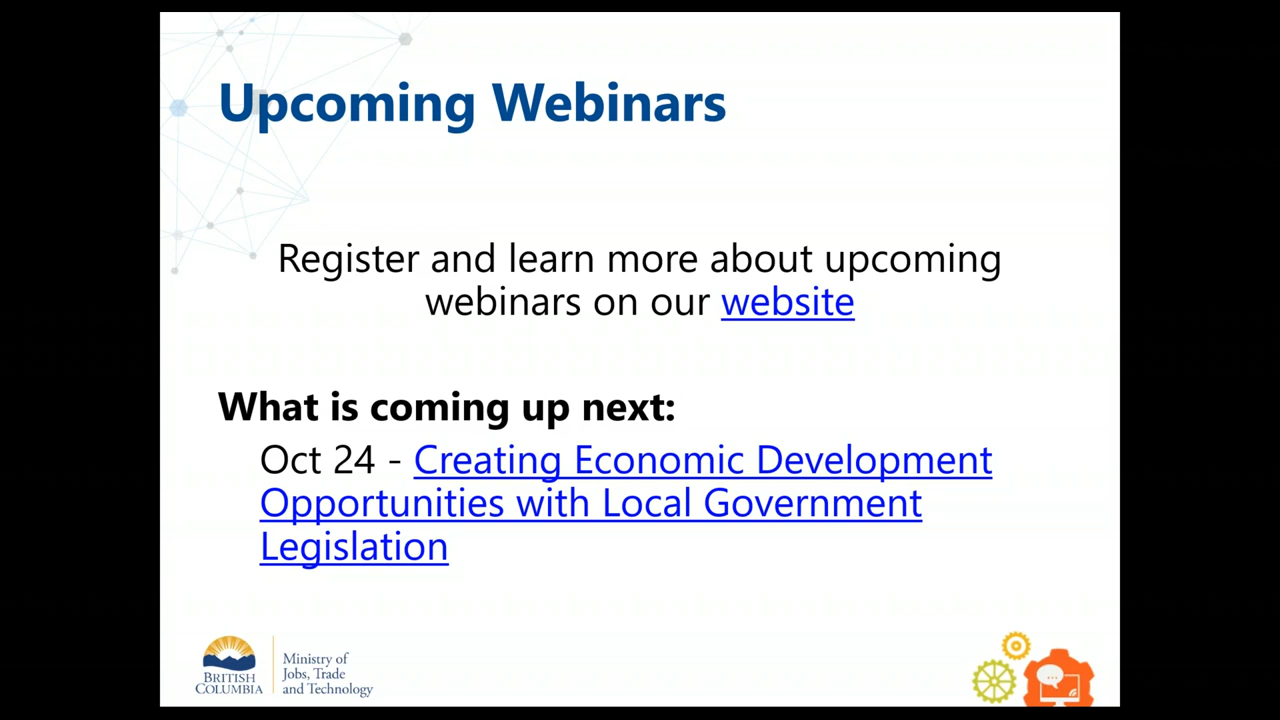 Upcoming Webinars
Register and learn more about upcoming
webinars on our website
What is coming up next:
Oct 24 - Creating Economic Development
Opportunities with Local Government
Legislation
BRITISH
COLUMBIA
Ministry of
Jobs, Trade
and Technology